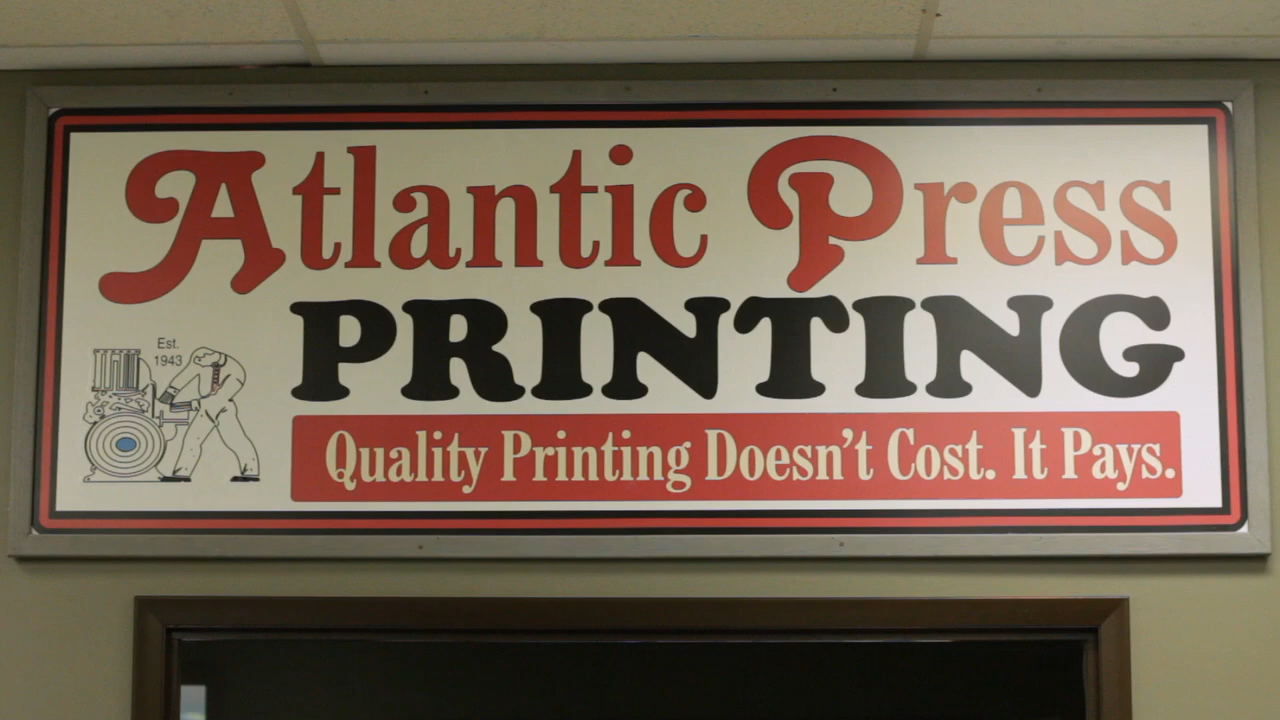 Atlantic Press
PRINTING
Est.
1943
Quality Printing Doesn't Cost. It Pays.